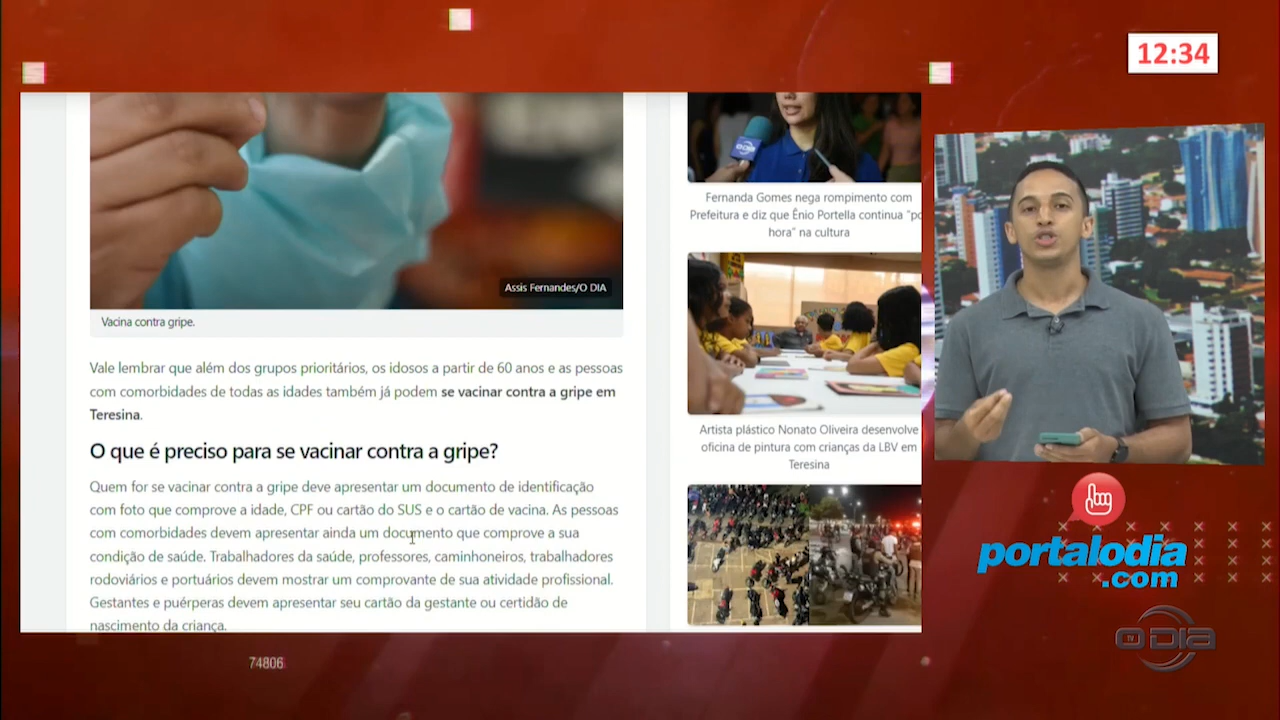 12:34
Assis Fernandes/O DIA
Vacina contra gripe.
Vale lembrar que além dos grupos prioritários, os idosos a partir de 60 anos e as pessoas
com comorbidades de todas as idades também já podem se vacinar contra a gripe em
Teresina.
O que é preciso para se vacinar contra a gripe?
Quem for se vacinar contra a gripe deve apresentar um documento de identificação
com foto que comprove a idade, CPF ou cartão do SUS e o cartão de vacina. As pessoas
com comorbidades devem apresentar ainda um documento que comprove a sua
condição de saúde. Trabalhadores da saúde, professores, caminhoneiros, trabalhadores
rodoviários e portuários devem mostrar um comprovante de sua atividade profissional.
Gestantes e puérperas devem apresentar seu cartão da gestante ou certidão de
nascimento da criança.
O DIA
Fernanda Gomes nega rompimento com
Prefeitura e diz que Ênio Portella continua "po
hora" na cultura
Artista plástico Nonato Oliveira desenvolve
oficina de pintura com crianças da LBV em
Teresina
portalodia
.com
TV O DIA
74806